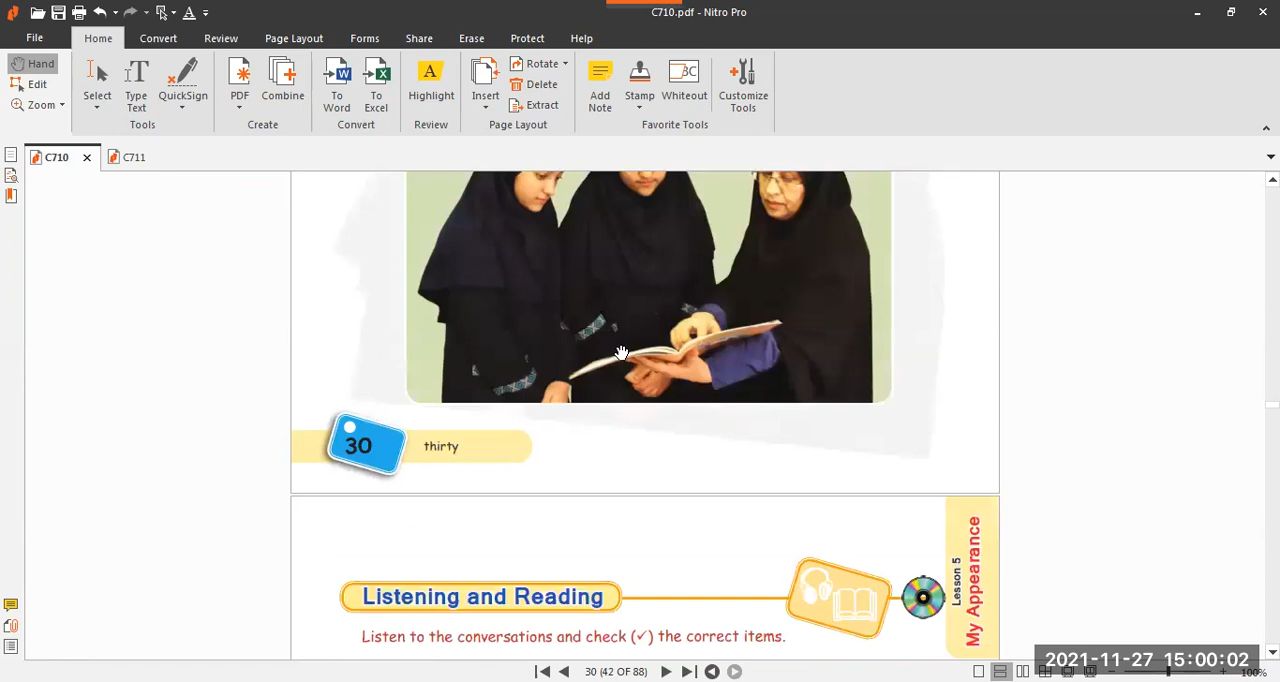 C710.pdf - Nitro Pro
File
Home
Convert
Review
Page Layout
Forms
Share
Erase
Protect
Help
Hand
Edit
Zoom
Select
Type
Text
QuickSign
Tools
PDF
Combine
Create
To
Word
To
Excel
Convert
Highlight
Review
Insert
Rotate
Delete
Extract
Page Layout
Add
Note
Stamp
Whiteout
Customize
Tools
Favorite Tools
C710
C711
30
thirty
Listening and Reading
Listen to the conversations and check (✓) the correct items.
Lesson 5
My Appearance
30 (42 OF 88)
2021-11-27 15:00:02
100%